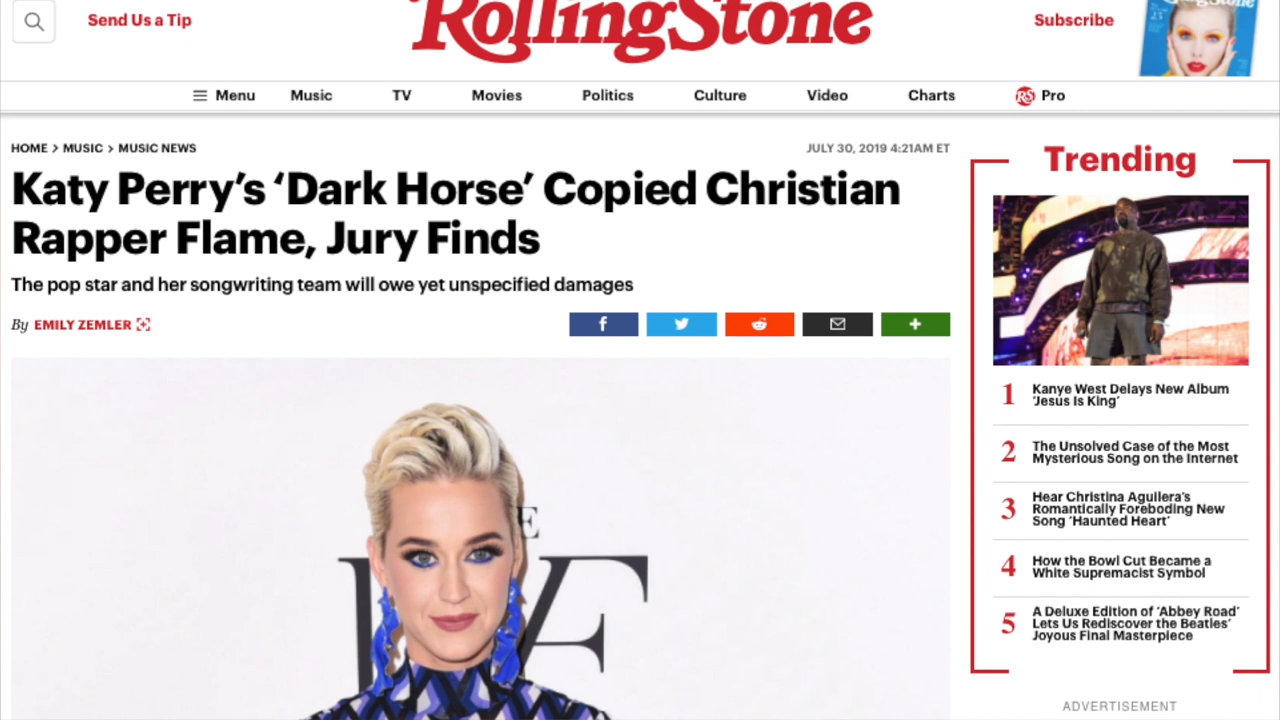 Send Us a Tip
RollingStone
Subscribe
Menu
Music
TV
Movies
Politics
Culture
Video
Charts
RS Pro
HOME > MUSIC > MUSIC NEWS
JULY 30, 2019 4:21AM ET
Katy Perry’s ‘Dark Horse’ Copied Christian
Rapper Flame, Jury Finds
The pop star and her songwriting team will owe yet unspecified damages
By EMILY ZEMLER
f
+
E
Trending
1
Kanye West Delays New Album
‘Jesus Is King’
2
The Unsolved Case of the Most
Mysterious Song on the Internet
3
Hear Christina Aguilera’s
Romantically Foreboding New
Song ‘Haunted Heart’
4
How the Bowl Cut Became a
White Supremacist Symbol
5
A Deluxe Edition of ‘Abbey Road’
Lets Us Rediscover the Beatles’
Joyous Final Masterpiece
ADVERTISEMENT